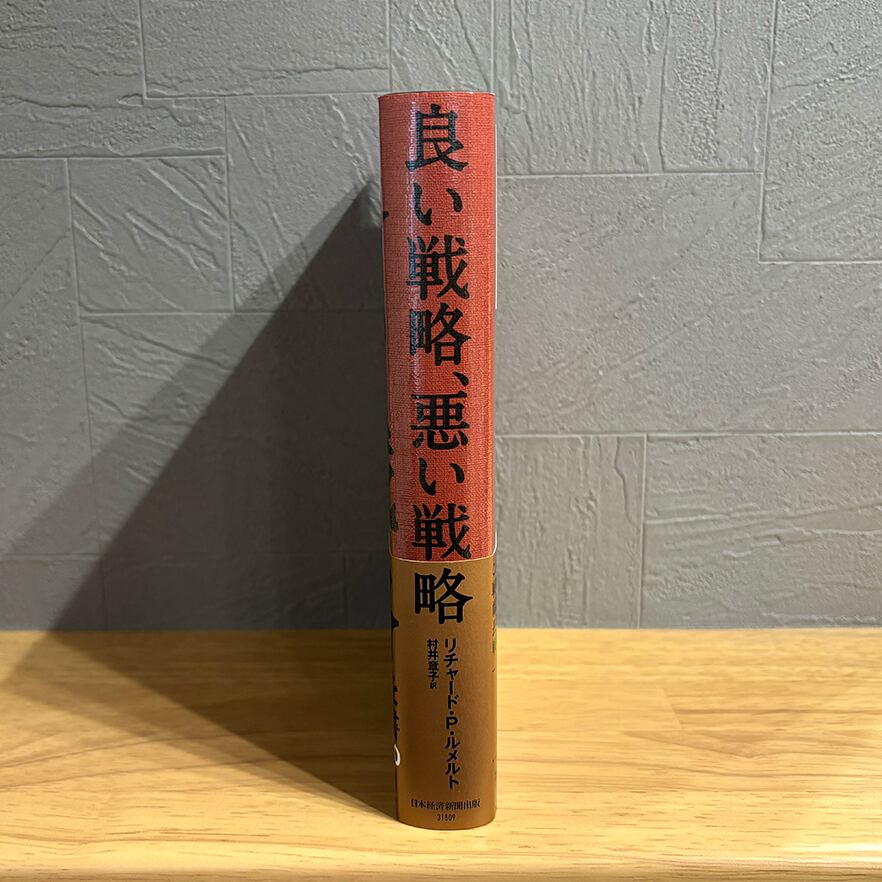 良い戦略、悪い戦略
リチャード・P・ルメルト
村井章子 訳
日本経済新聞出版
31809